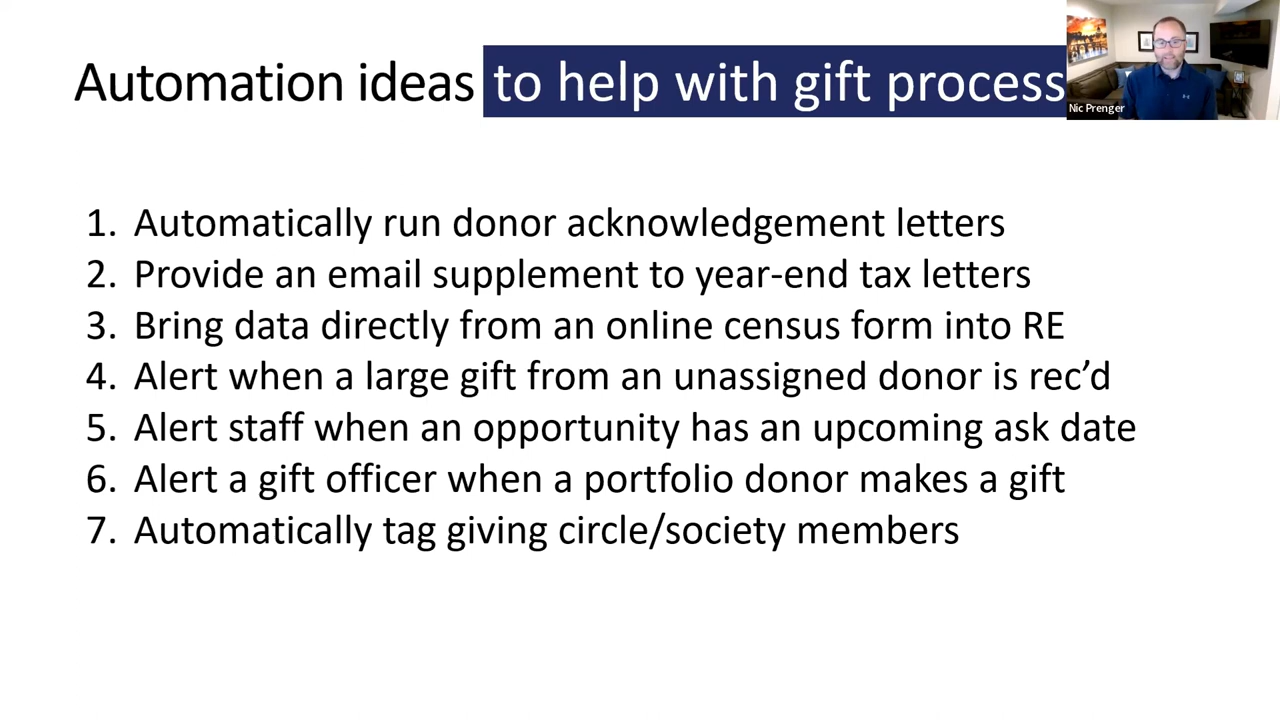 Automation ideas to help with gift process
Nic Prenger
1. Automatically run donor acknowledgement letters
2. Provide an email supplement to year-end tax letters
3. Bring data directly from an online census form into RE
4. Alert when a large gift from an unassigned donor is rec’d
5. Alert staff when an opportunity has an upcoming ask date
6. Alert a gift officer when a portfolio donor makes a gift
7. Automatically tag giving circle/society members